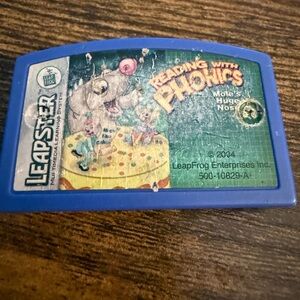 LEAPSTER
READING WITH
PHONICS
Mole's
Huge
Nose
© 2004
LeapFrog Enterprises Inc.
500-10829-A